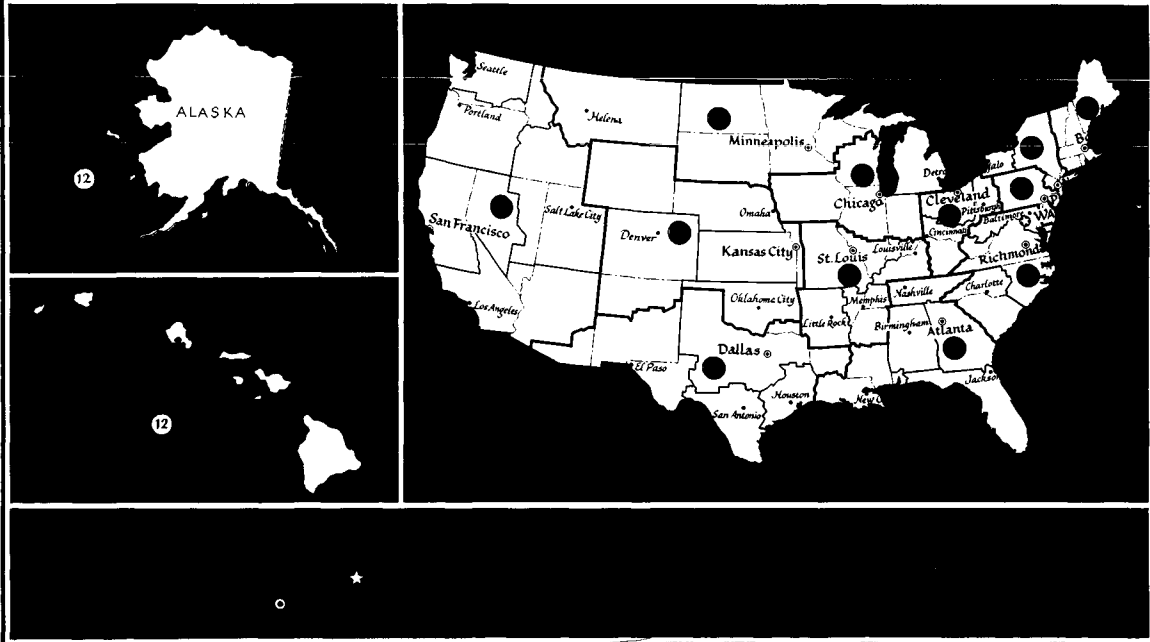 ALASKA
12
12
Seattle
Portland
Helena
Minneapolis
San Francisco
Salt Lake City
Denver
Omaha
Chicago
Cleveland
Pittsburg
Cincinnati
Baltimore
Kansas City
St. Louis
Louisville
Richmond
Los Angeles
Oklahoma City
Little Rock
Memphis
Nashville
Charlotte
Birmingham
Atlanta
Dallas
El Paso
Houston
San Antonio